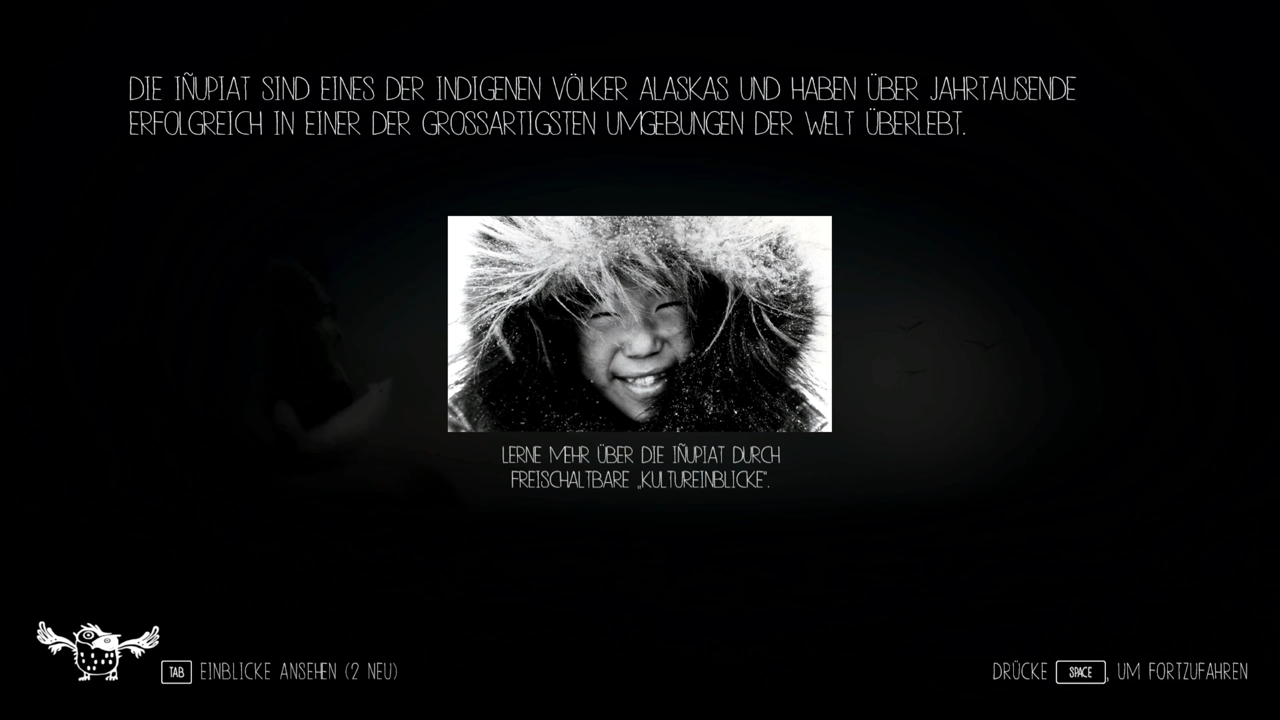 DIE IÑUPIAT SIND EINES DER INDIGENEN VÖLKER ALASKAS UND HABEN ÜBER JAHRTAUSENDE
ERFOLGREICH IN EINER DER GROSSARTIGSTEN UMGEBUNGEN DER WELT ÜBERLEBT.
LERNE MEHR ÜBER DIE IÑUPIAT DURCH
FREISCHALTBARE „KULTUREINBLICKE“.
TAB EINBLICKE ANSEHEN (2 NEU)
DRÜCKE SPACE, UM FORTZUFAHREN